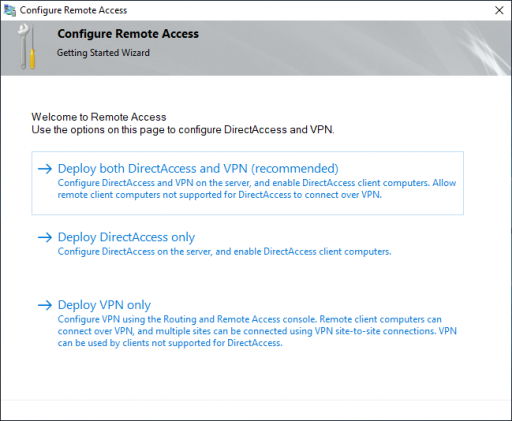 Configure Remote Access
Configure Remote Access
Getting Started Wizard
Welcome to Remote Access
Use the options on this page to configure DirectAccess and VPN.
Deploy both DirectAccess and VPN (recommended)
Configure DirectAccess and VPN on the server, and enable DirectAccess client computers. Allow
remote client computers not supported for DirectAccess to connect over VPN.
Deploy DirectAccess only
Configure DirectAccess on the server, and enable DirectAccess client computers.
Deploy VPN only
Configure VPN using the Routing and Remote Access console. Remote client computers can
connect over VPN, and multiple sites can be connected using VPN site-to-site connections. VPN
can be used by clients not supported for DirectAccess.